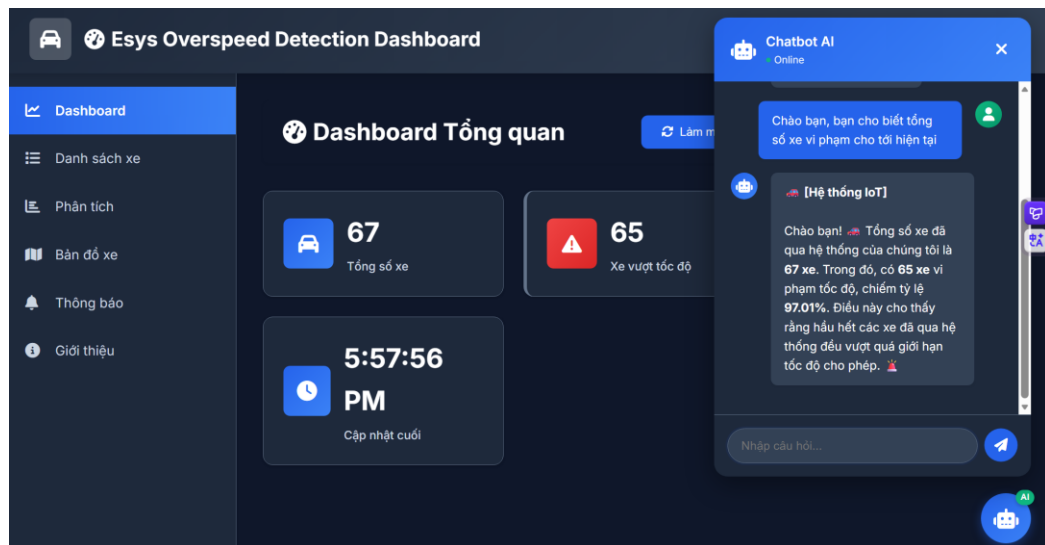 Esys Overspeed Detection Dashboard
Dashboard
Danh sách xe
Phân tích
Bản đồ xe
Thông báo
Giới thiệu
Dashboard Tổng quan
Làm m
67
Tổng số xe
65
Xe vượt tốc độ
5:57:56
PM
Cập nhật cuối
Chatbot AI
Online
Chào bạn, bạn cho biết tổng
số xe vi phạm cho tới hiện tại
[Hệ thống IoT]
Chào bạn! 🚗 Tổng số xe đã
qua hệ thống của chúng tôi là
67 xe. Trong đó, có 65 xe vi
phạm tốc độ, chiếm tỷ lệ
97.01%. Điều này cho thấy
rằng hầu hết các xe đã qua hệ
thống đều vượt quá giới hạn
tốc độ cho phép. 🚨
Nhập câu hỏi...
AI